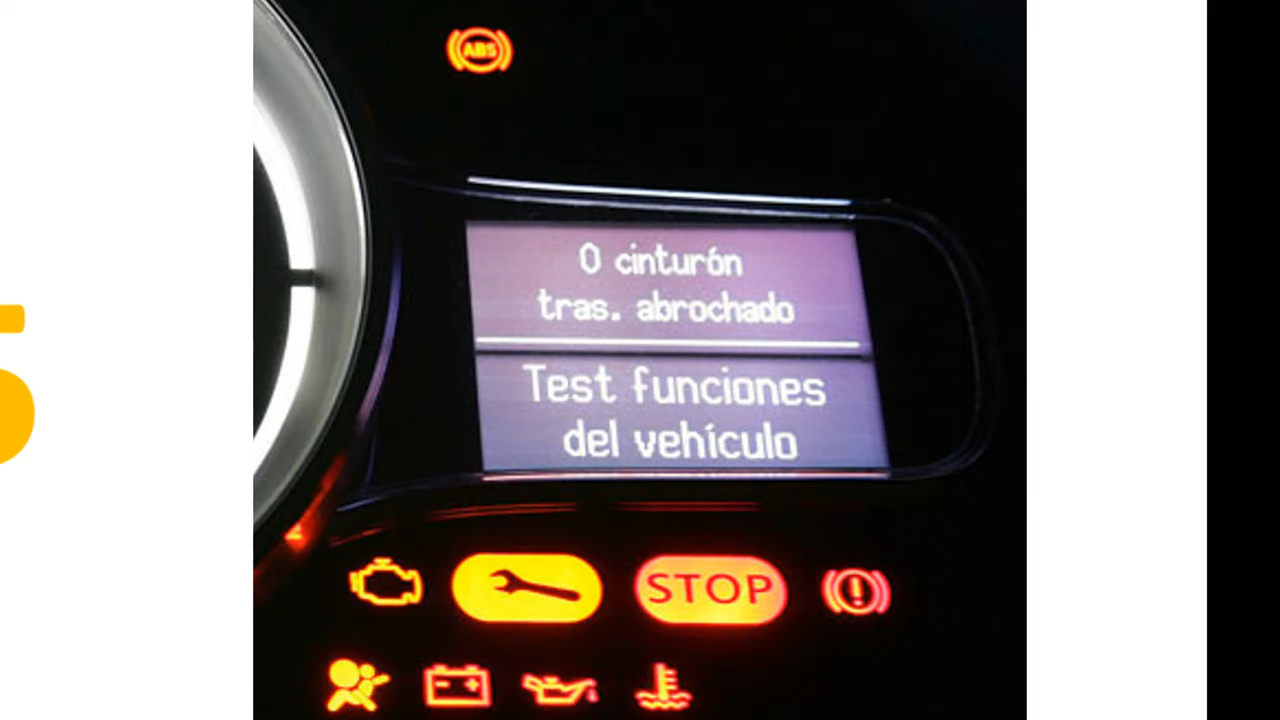 ABS
0 cinturón
tras. abrochado
Test funciones
del vehículo
STOP